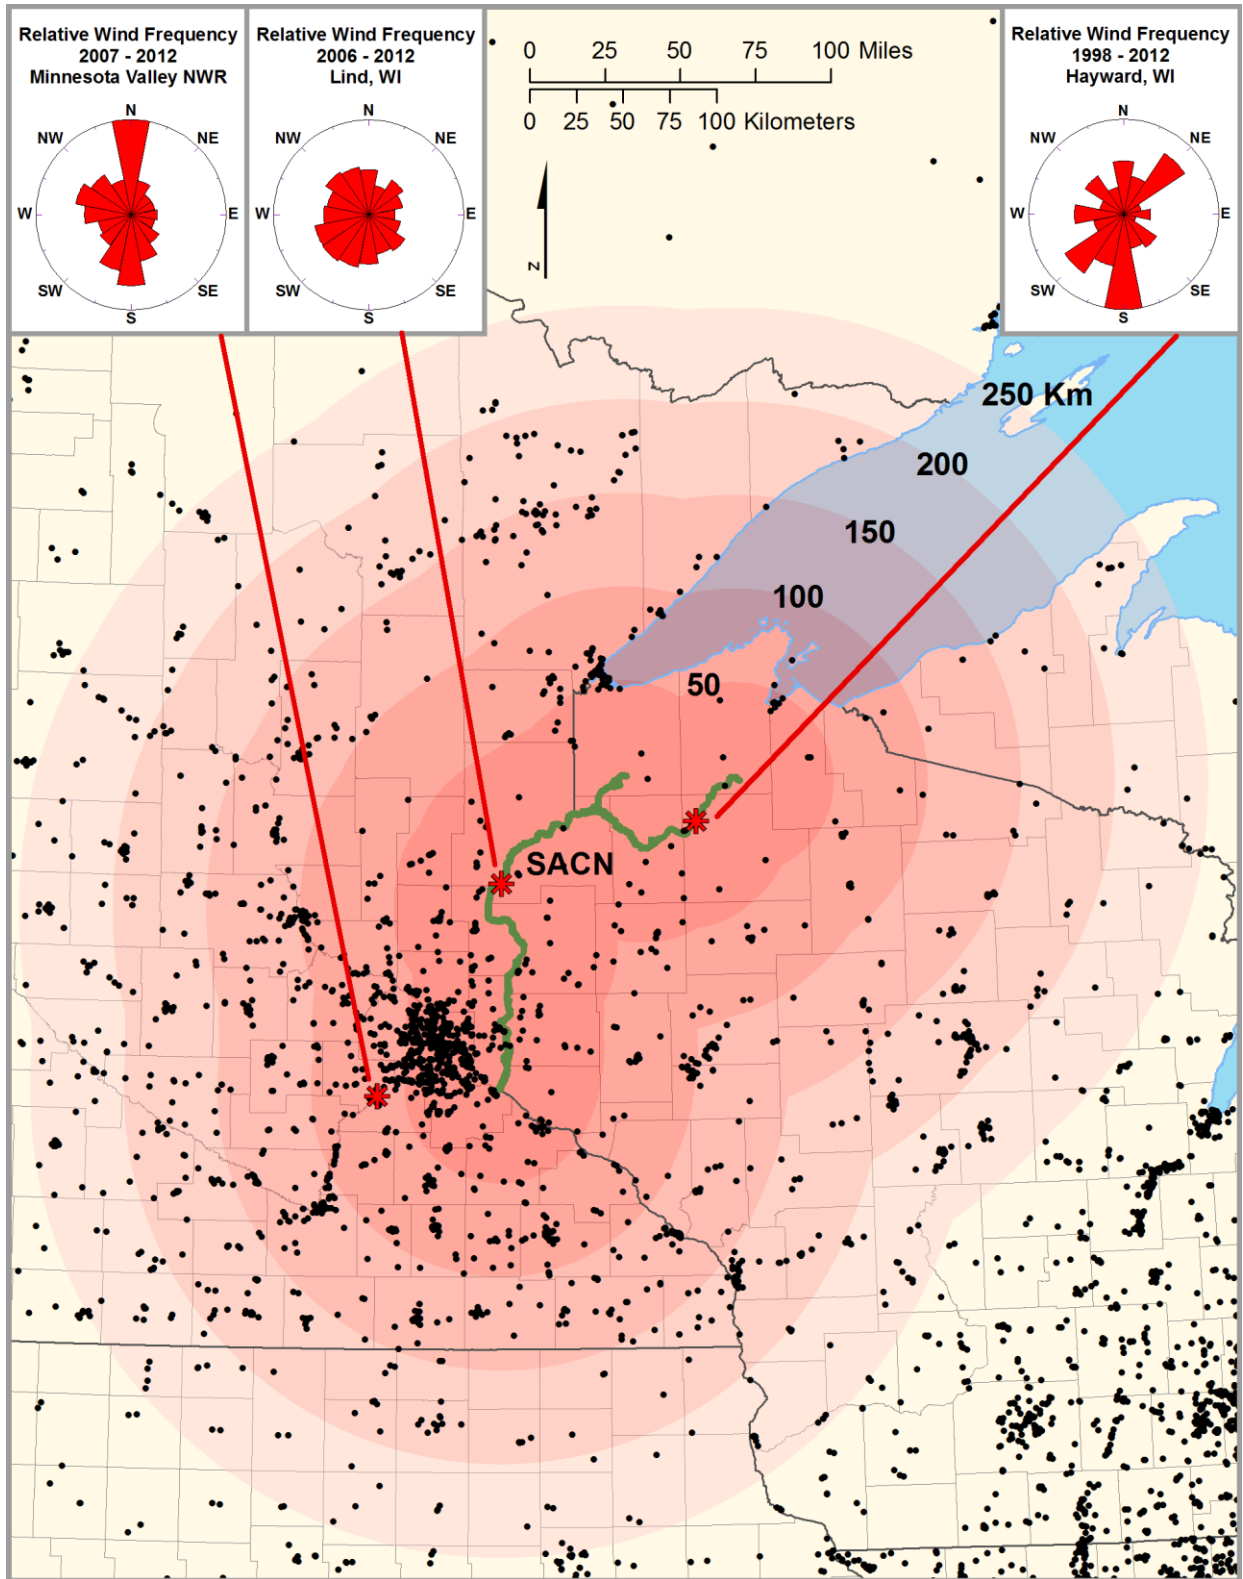 Relative Wind Frequency
2007 - 2012
Minnesota Valley NWR
N
NW
NE
W
E
SW
SE
S
Relative Wind Frequency
2006 - 2012
Lind, WI
N
NW
NE
W
E
SW
SE
S
0 25 50 75 100 Miles
0 25 50 75 100 Kilometers
N
Relative Wind Frequency
1998 - 2012
Hayward, WI
N
NW
NE
W
E
SW
SE
S
250 Km
200
150
100
50
SACN